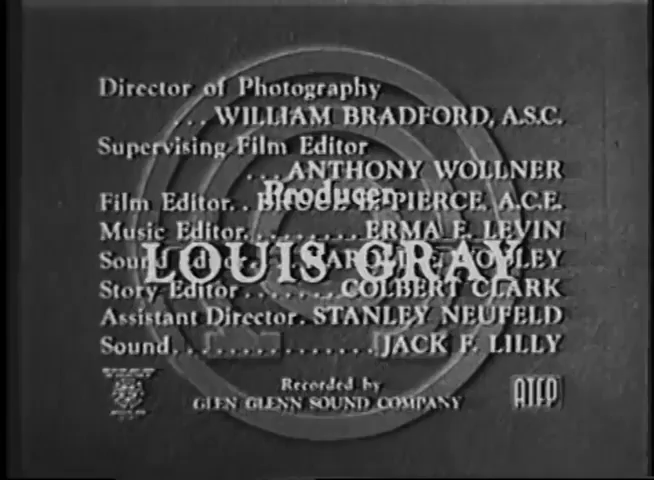 Director of Photography
... WILLIAM BRADFORD, A.S.C.
Supervising Film Editor
... ANTHONY WOLLNER
Producer
Film Editor.. PIERCE, A.C.E.
Music Editor......... ERMA E. LEVIN
LOUIS GRAY
Story Editor.......COLBERT CLARK
Assistant Director. STANLEY NEUFELD
Sound...............JACK F. LILLY
Recorded by
GLEN GLENN SOUND COMPANY
ATFP